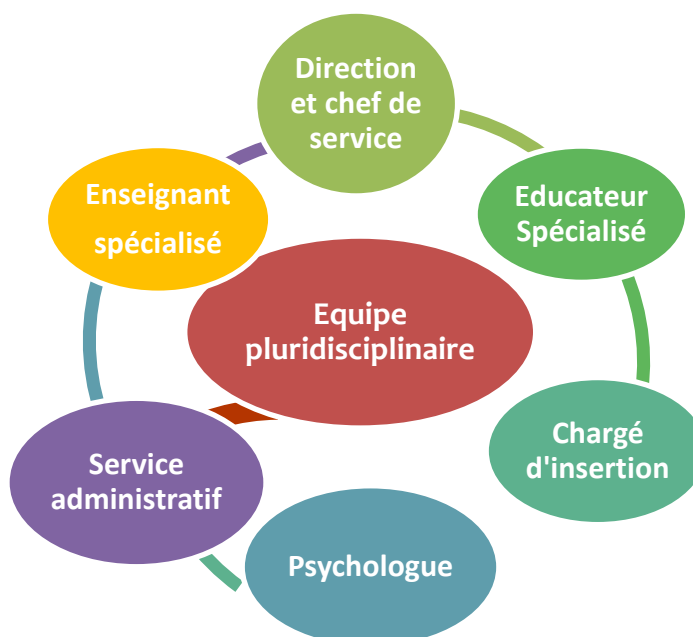 Direction
et chef de
service
Enseignant
spécialisé
Educateur
Spécialisé
Equipe
pluridisciplinaire
Chargé
d'insertion
Service
administratif
Psychologue